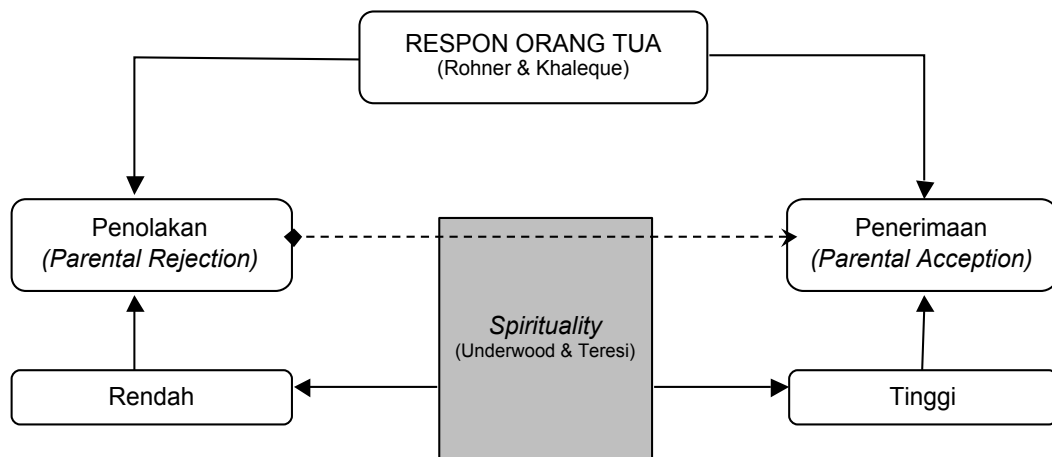 RESPON ORANG TUA
(Rohner & Khaleque)
Penolakan
(Parental Rejection)
Penerimaan
(Parental Acception)
Spirituality
(Underwood & Teresi)
Rendah
Tinggi